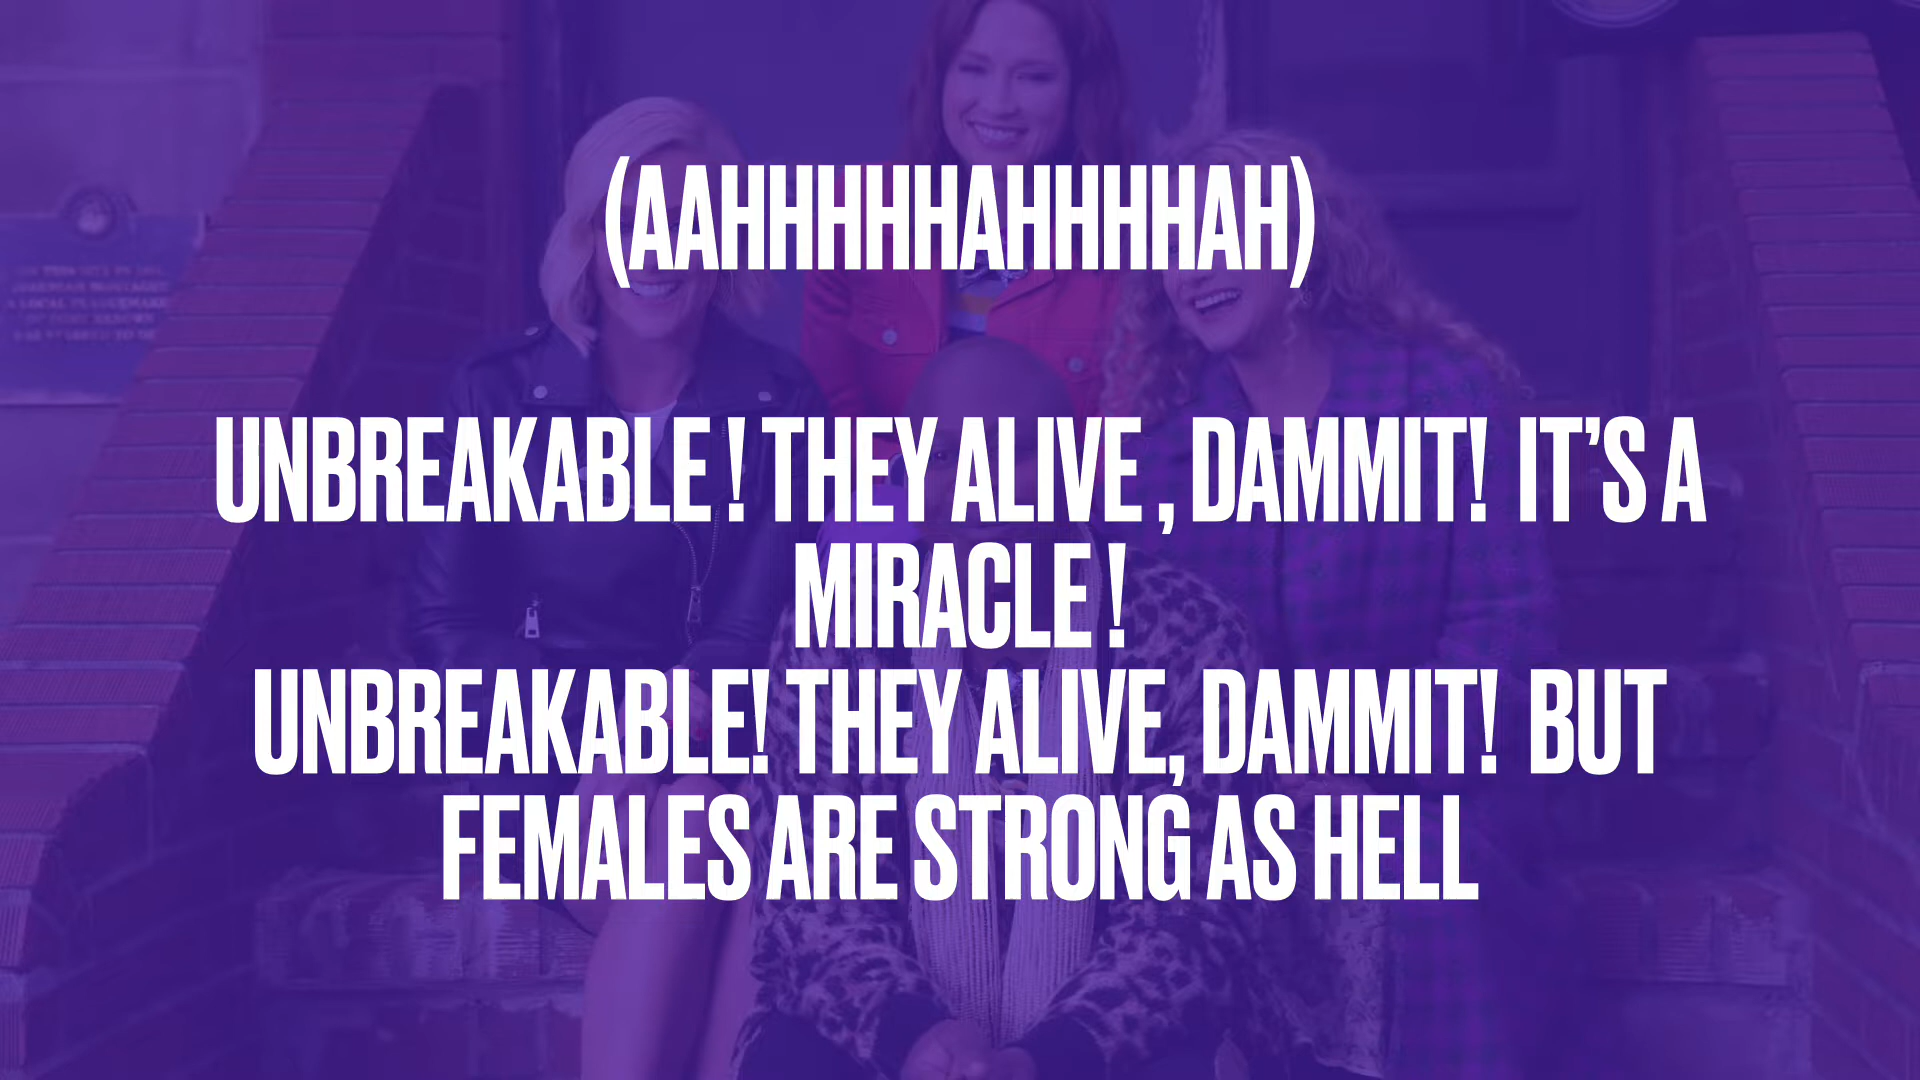 (AAHHHHHAHHHHAH)
UNBREAKABLE ! THEY ALIVE , DAMMIT! IT’S A
MIRACLE !
UNBREAKABLE! THEY ALIVE, DAMMIT! BUT
FEMALES ARE STRONG AS HELL